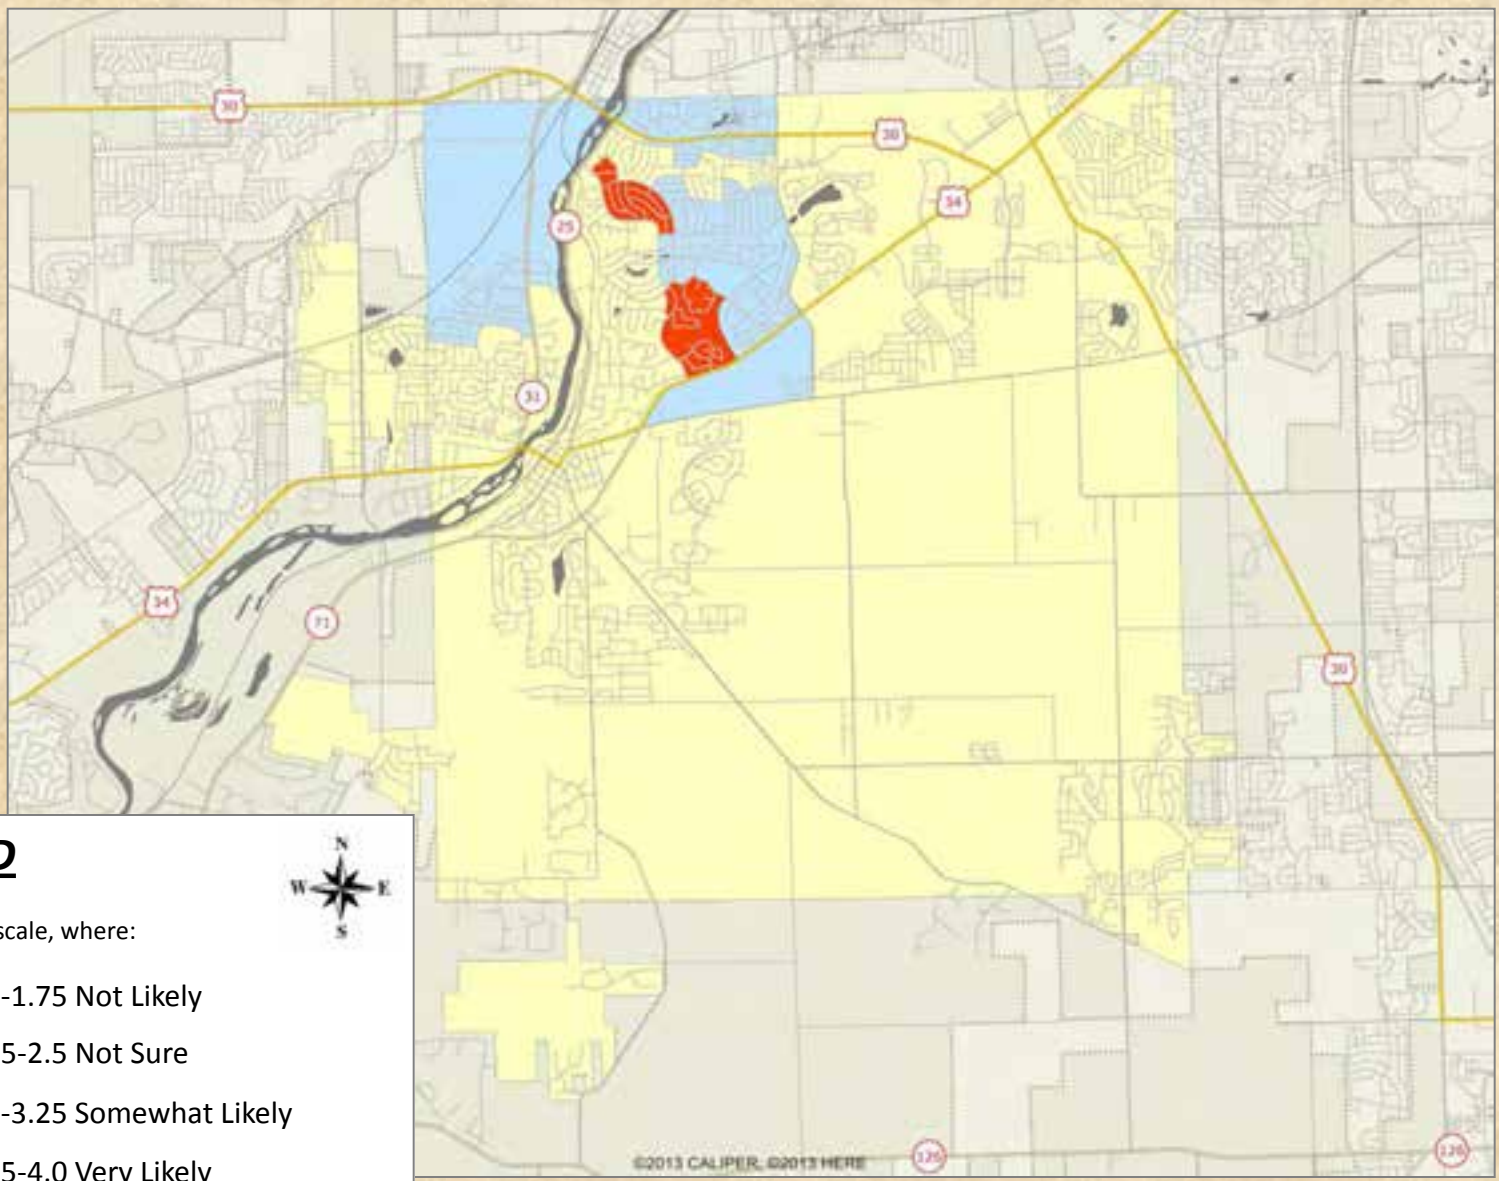 30
30
34
25
31
34
71
30
N
W E
S
scale, where:
-1.75 Not Likely
5-2.5 Not Sure
-3.25 Somewhat Likely
5-4.0 Very Likely
©2013 CALIPER, ©2013 HERE
126
126